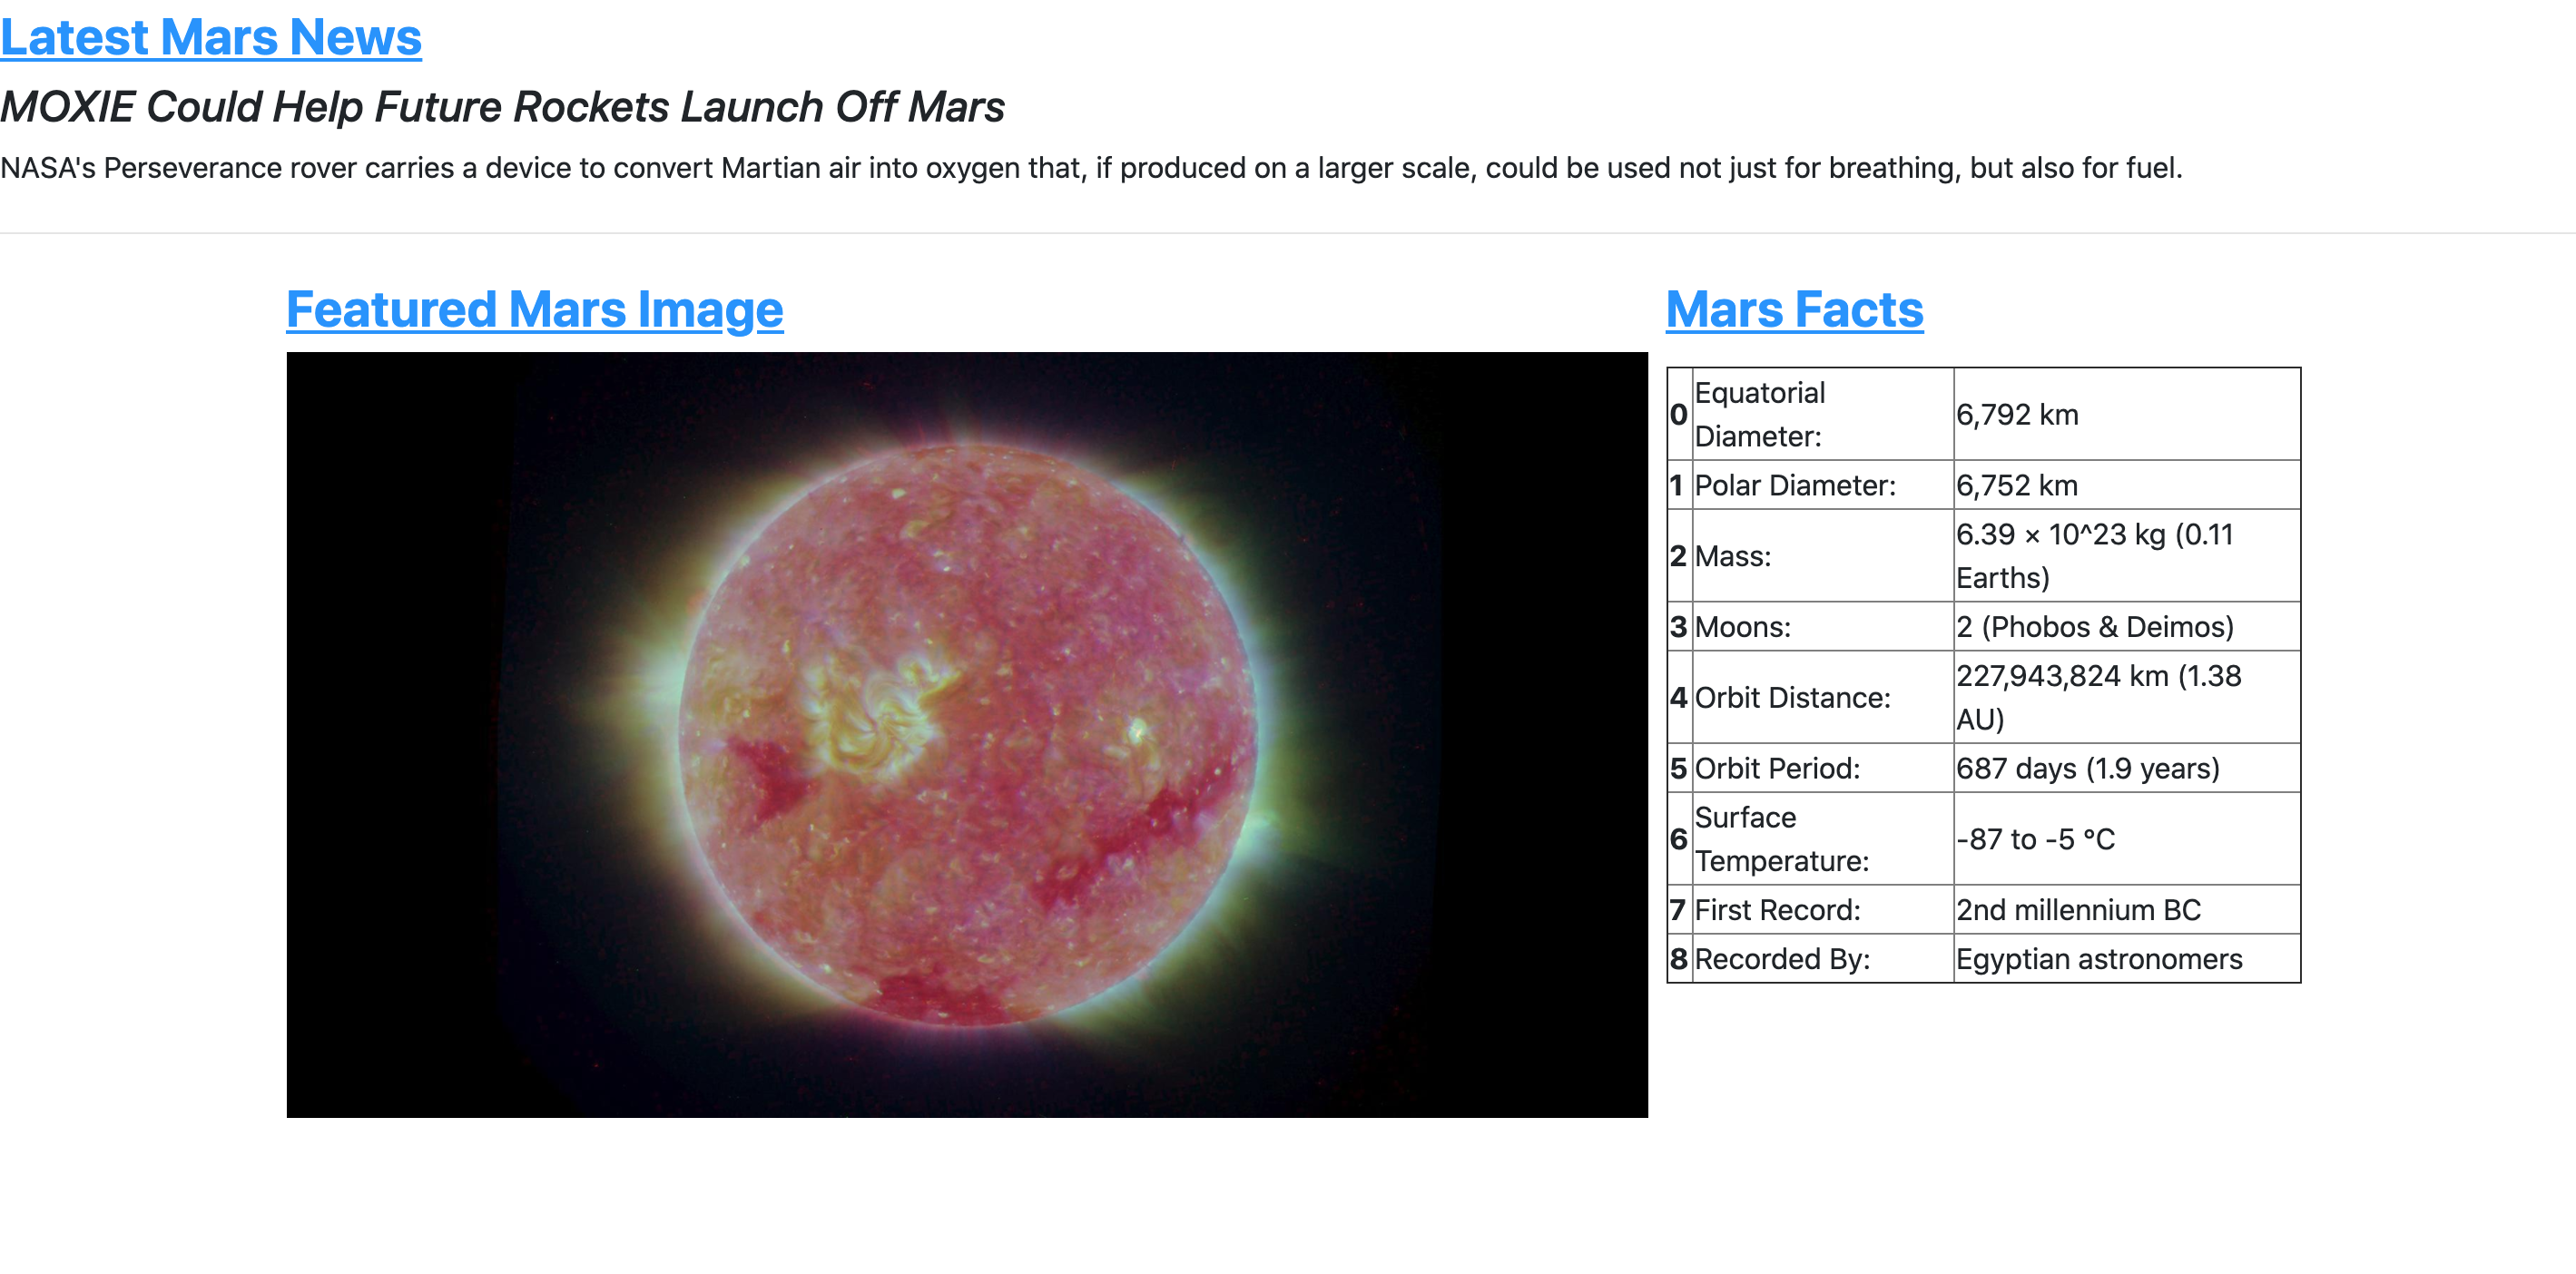 Latest Mars News
MOXIE Could Help Future Rockets Launch Off Mars
NASA's Perseverance rover carries a device to convert Martian air into oxygen that, if produced on a larger scale, could be used not just for breathing, but also for fuel.
Featured Mars Image
Mars Facts
0 Equatorial Diameter: 6,792 km
1 Polar Diameter: 6,752 km
2 Mass: 6.39 × 10^23 kg (0.11 Earths)
3 Moons: 2 (Phobos & Deimos)
4 Orbit Distance: 227,943,824 km (1.38 AU)
5 Orbit Period: 687 days (1.9 years)
6 Surface Temperature: -87 to -5 °C
7 First Record: 2nd millennium BC
8 Recorded By: Egyptian astronomers